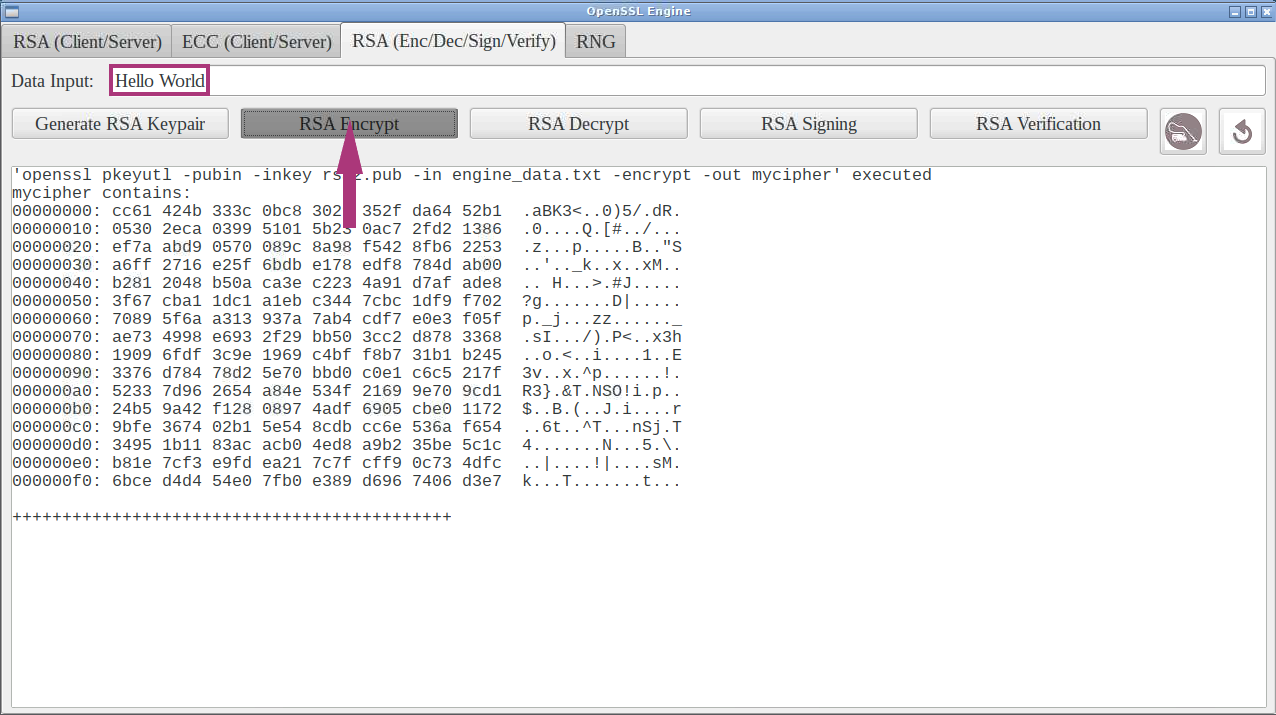 OpenSSL Engine
RSA (Client/Server) ECC (Client/Server) RSA (Enc/Dec/Sign/Verify) RNG
Data Input: Hello World
Generate RSA Keypair RSA Encrypt RSA Decrypt RSA Signing RSA Verification
'openssl pkeyutl -pubin -inkey .pub -in engine_data.txt -encrypt -out mycipher' executed
mycipher contains:
00000000: cc61 424b 333c 0bc8 352f da64 52b1 .aBK3<..0)5/.dR.
00000010: 0530 2eca 0399 5101 0ac7 2fd2 1386 .0....Q.[#../...
00000020: ef7a abd9 0570 089c 8a98 f542 8fb6 2253 .z...p.....B.."S
00000030: a6ff 2716 e25f 6bdb e178 edf8 784d ab00 ..'.._k..x..xM..
00000040: b281 2048 b50a ca3e c223 4a91 d7af ade8 .. H...>.#J.....
00000050: 3f67 cba1 1dc1 a1eb c344 7cbc 1df9 f702 ?g.......D|.....
00000060: 7089 5f6a a313 937a 7ab4 cdf7 e0e3 f05f p._j...zz......_
00000070: ae73 4998 e693 2f29 bb50 3cc2 d878 3368 .sI.../).P<..x3h
00000080: 1909 6fdf 3c9e 1969 c4bf f8b7 31b1 b245 ..o.<..i....1..E
00000090: 3376 d784 78d2 5e70 bbd0 c0e1 c6c5 217f 3v..x.^p......!.
000000a0: 5233 7d96 2654 a84e 534f 2169 9e70 9cd1 R3}.&T.NSO!i.p..
000000b0: 24b5 9a42 f128 0897 4adf 6905 cbe0 1172 $..B.(..J.i....r
000000c0: 9bfe 3674 02b1 5e54 8cdb cc6e 536a f654 ..6t..^T...nSj.T
000000d0: 3495 1b11 83ac acb0 4ed8 a9b2 35be 5c1c 4.......N...5.\.
000000e0: b81e 7cf3 e9fd ea21 7c7f cff9 0c73 4dfc ..|....!|....sM.
000000f0: 6bce d4d4 54e0 7fb0 e389 d696 7406 d3e7 k...T.......t...
++++++++++++++++++++++++++++++++++++++++++++